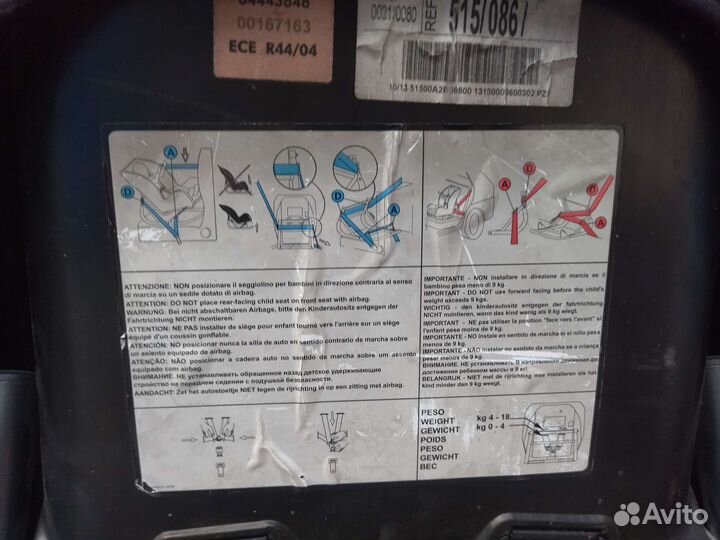 04443848
00167163
ECE R44/04
0021/0080
REF
515/086
10/13 51500A2
A
D
D
A
D
A
D
A
ATTENZIONE: NON posizionare il seggiolino per bambini in direzione contraria al senso
di marcia su un sedile dotato di airbag.
ATTENTION: DO NOT place rear-facing child seat on front seat with airbag.
WARNUNG: Bei nicht abschaltbaren Airbags, bitte den Kinderautositz entgegen der
Fahrtrichtung NICHT montieren.
ATTENTION: NE PAS installer de siège pour enfant tourné vers l'arrière sur un siège
équipé d'un coussin gonflable.
ATENCIÓN: NO posicionar nunca la silla de auto en sentido contrario de marcha sobre
un asiento equipado de airbag.
ATENÇÃO: NÃO posicionar a cadeira auto no sentido da marcha sobre um assento
equipado com airbag.
ВНИМАНИЕ. НЕ устанавливать обращенное назад детское удерживающее
устройство на переднем сидении с подушкой безопасности.
AANDACHT: Zet het autostoeltje NIET tegen de rijrichting in op een zitting met airbag.
IMPORTANTE - NON installare in direzione di marcia se il
bambino pesa meno di 9 kg
IMPORTANT - DO NOT use forward facing before the child's
weight exceeds 9 kgs.
WICHTIG - den kinderautositz entgegen der fahrtrichtung
NICHT montieren, wenn das kind wenig als 9 kg wiegt.
IMPORTANT - Ne pas utiliser la position "face vers l'avant" si
l'enfant pese moins de 9 kg.
IMPORTANTE - No instale en sentido de marcha si el niño pesa
menos de 9 kg.
IMPORTANTE - NÃO instalar no sentido da marcha se a criança
pesar menos de 9 kg.
ВНИМАНИЕ. НЕ устанавливать В направлении движения до
достижения ребенком массы в 9 кг!
BELANGRIJK - NIET met de rijrichting mee installeren als het
kind minder dan 9 kg weegt.
PESO
WEIGHT
GEWICHT
POIDS
PESO
GEWICHT
ВЕС
kg 4 - 18
kg 0 - 4
Avito